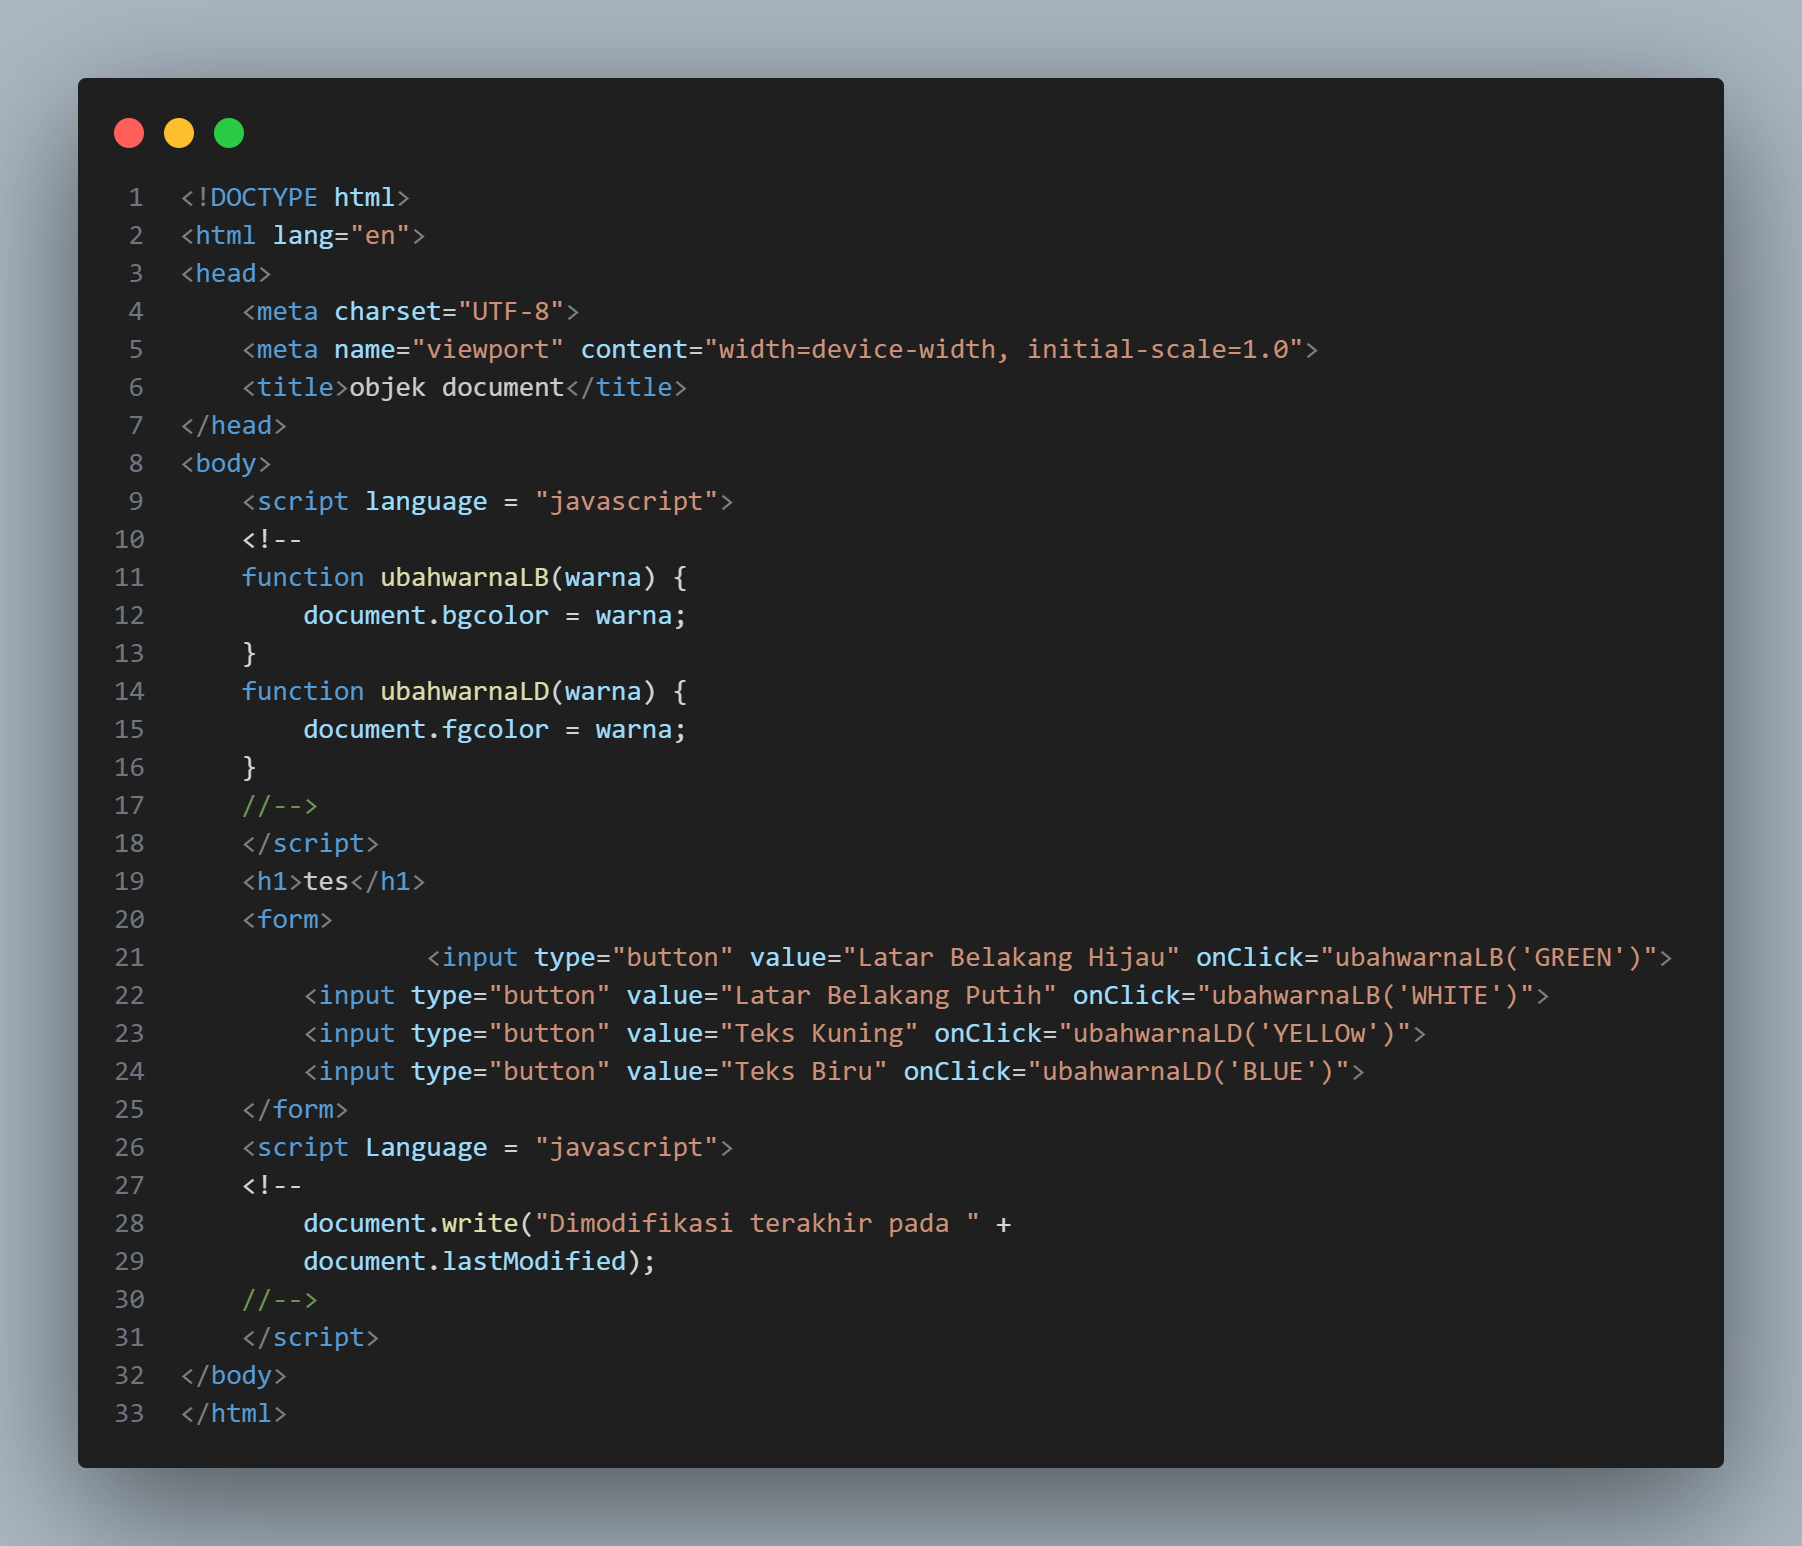 1 <!DOCTYPE html>
2 <html lang="en">
3 <head>
4     <meta charset="UTF-8">
5     <meta name="viewport" content="width=device-width, initial-scale=1.0">
6     <title>objek document</title>
7 </head>
8 <body>
9     <script language = "javascript">
10     <!--
11     function ubahwarnaLB(warna) {
12         document.bgcolor = warna;
13     }
14     function ubahwarnaLD(warna) {
15         document.fgcolor = warna;
16     }
17     //-->
18     </script>
19     <h1>tes</h1>
20     <form>
21                 <input type="button" value="Latar Belakang Hijau" onClick="ubahwarnaLB('GREEN')">
22         <input type="button" value="Latar Belakang Putih" onClick="ubahwarnaLB('WHITE')">
23         <input type="button" value="Teks Kuning" onClick="ubahwarnaLD('YELLOw')">
24         <input type="button" value="Teks Biru" onClick="ubahwarnaLD('BLUE')">
25     </form>
26     <script Language = "javascript">
27     <!--
28         document.write("Dimodifikasi terakhir pada " +
29         document.lastModified);
30     //-->
31     </script>
32 </body>
33 </html>